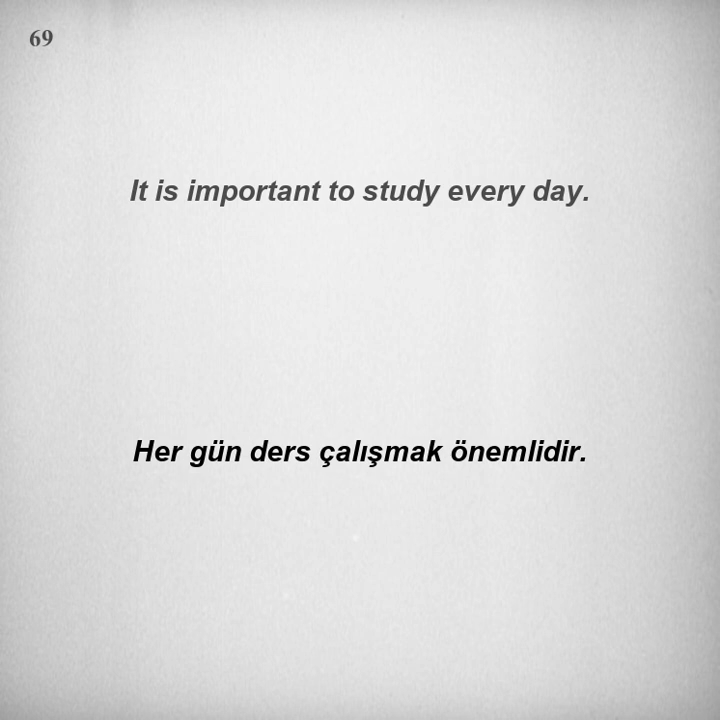 69
It is important to study every day.
Her gün ders çalışmak önemlidir.